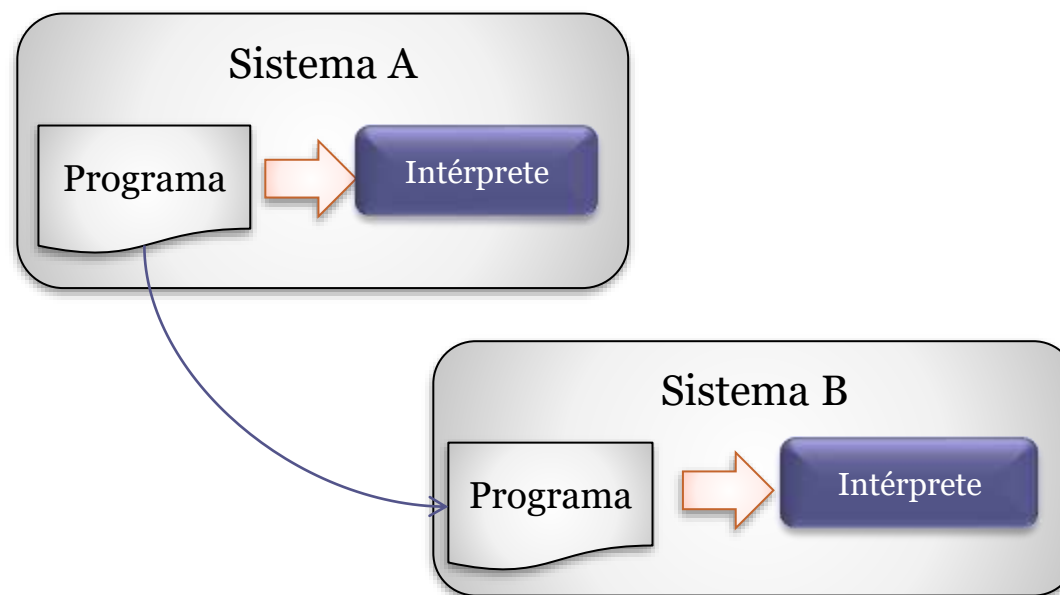 Sistema A
Programa
Intérprete
Sistema B
Programa
Intérprete